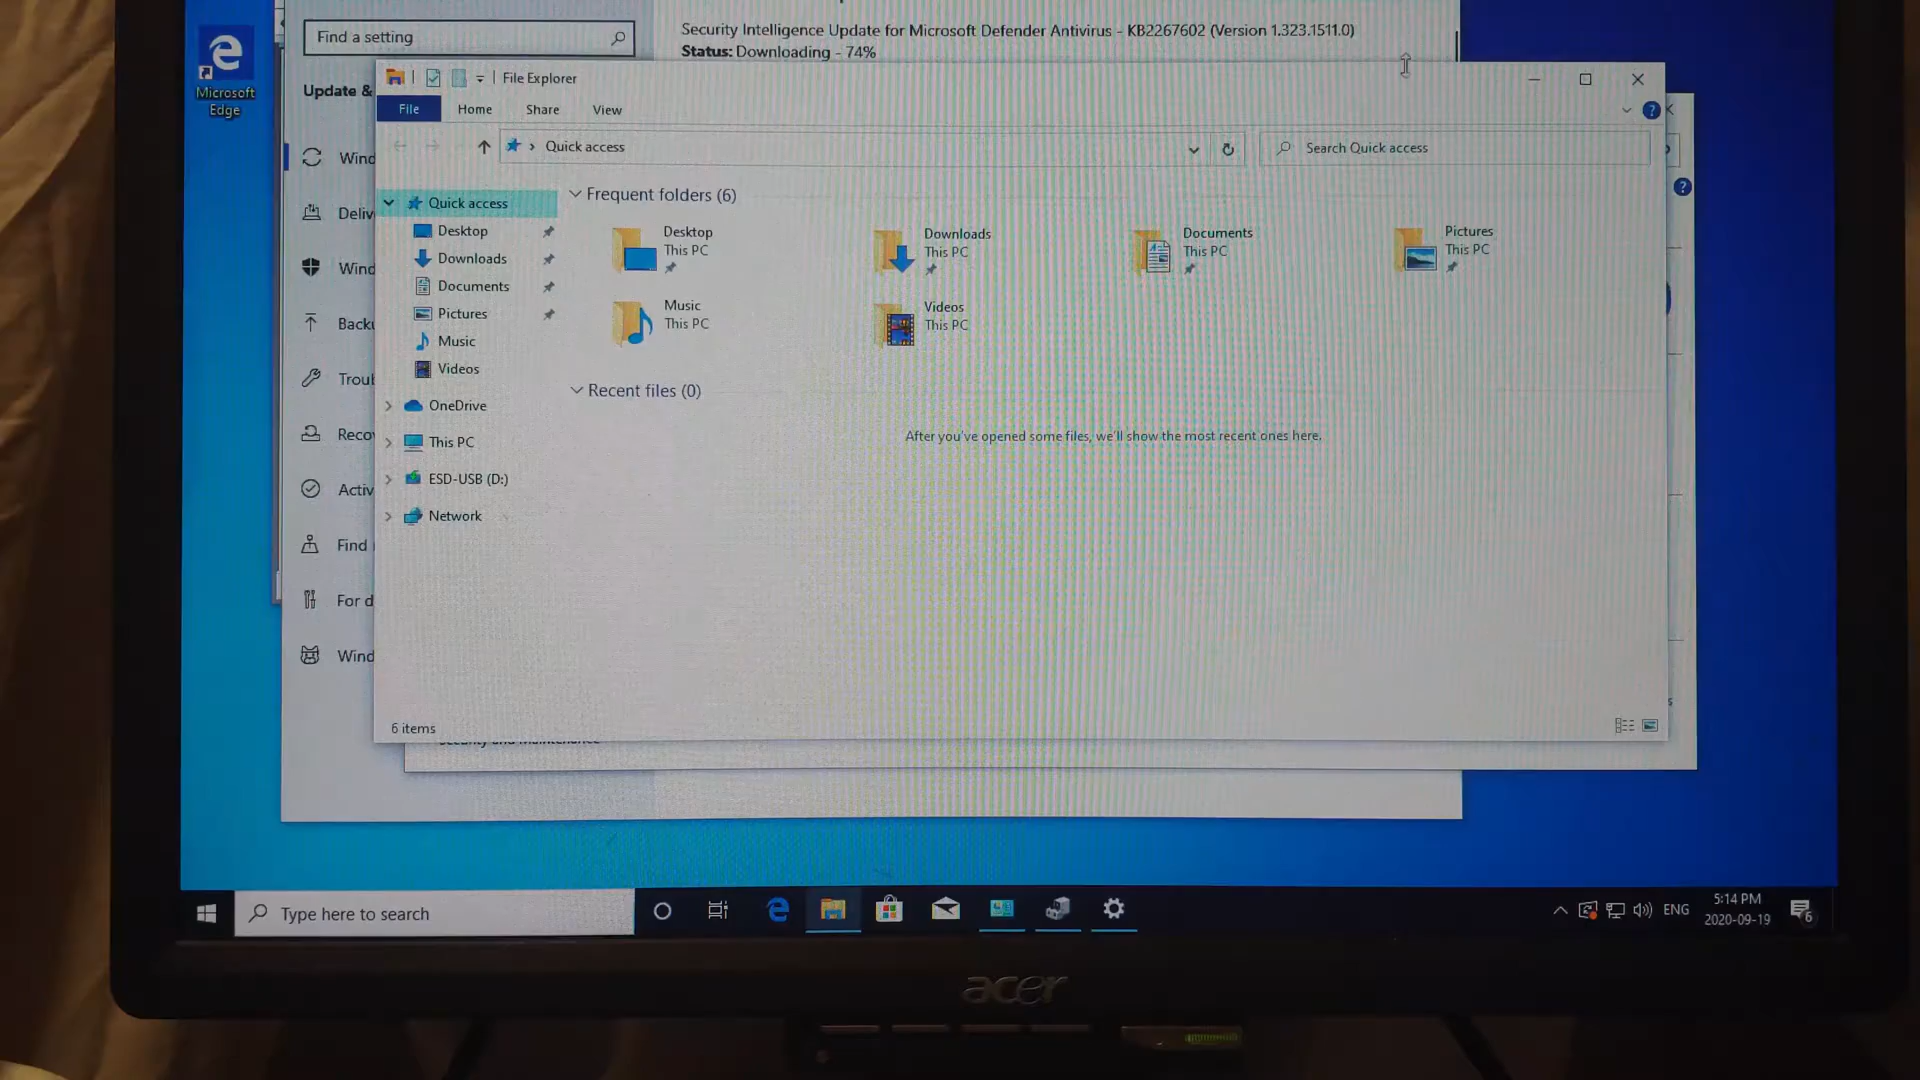 Find a setting
Security Intelligence Update for Microsoft Defender Antivirus - KB2267602 (Version 1.323.1511.0)
Status: Downloading - 74%
Microsoft
Edge
Update &
File Explorer
File
Home
Share
View
Quick access
Search Quick access
Wind
Deliv
Wind
Backu
Trout
Recov
Activ
Find
For d
Wind
Quick access
Desktop
Downloads
Documents
Pictures
Music
Videos
OneDrive
This PC
ESD-USB (D:)
Network
Frequent folders (6)
Desktop
This PC
Downloads
This PC
Documents
This PC
Pictures
This PC
Music
This PC
Videos
This PC
Recent files (0)
After you've opened some files, we'll show the most recent ones here.
6 items
Type here to search
ENG
5:14 PM
2020-09-19
6
acer